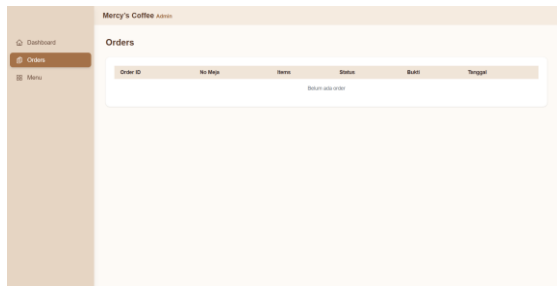 Mercy's Coffee Admin
Dashboard
Orders
Menu
Orders
Order ID No Meja Items Status Bukti Tanggal
Belum ada order